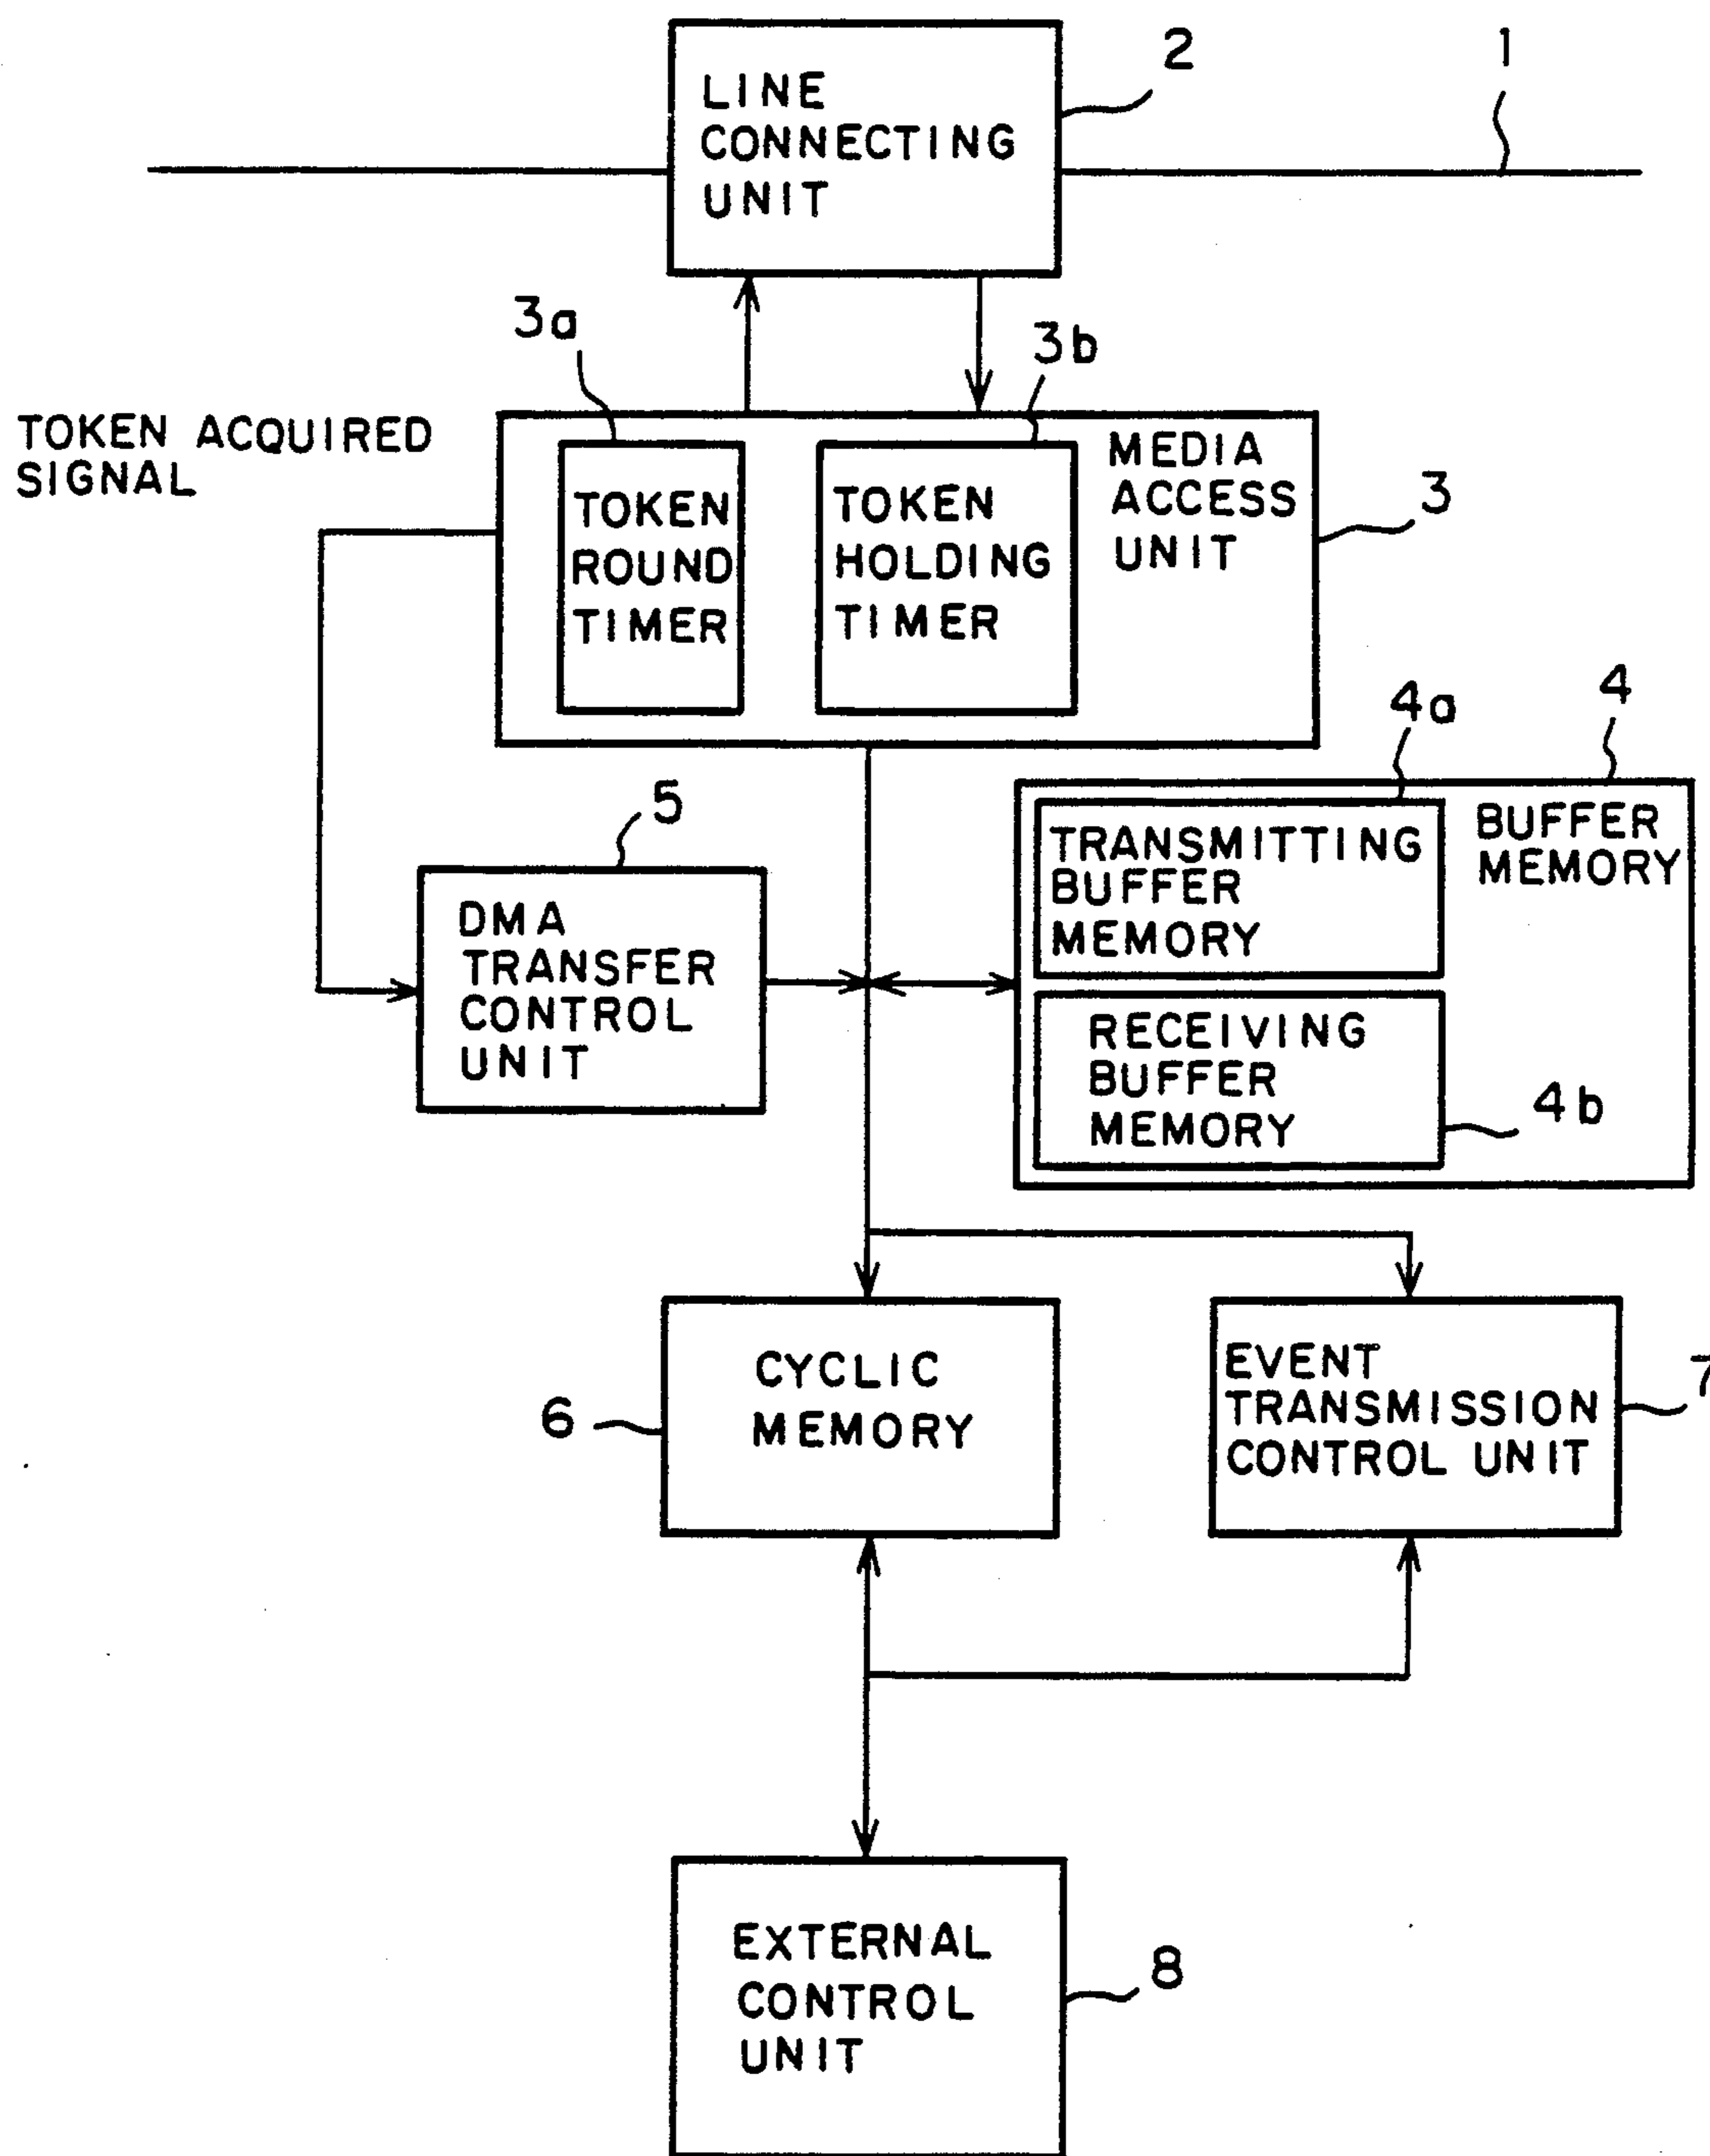 2
1
LINE
CONNECTING
UNIT
3a
3b
TOKEN ACQUIRED
SIGNAL
MEDIA
ACCESS
UNIT
TOKEN
ROUND
TIMER
TOKEN
HOLDING
TIMER
3
4a
4
5
TRANSMITTING
BUFFER
MEMORY
BUFFER
MEMORY
DMA
TRANSFER
CONTROL
UNIT
RECEIVING
BUFFER
MEMORY
4b
CYCLIC
MEMORY
6
EVENT
TRANSMISSION
CONTROL UNIT
7
EXTERNAL
CONTROL
UNIT
8